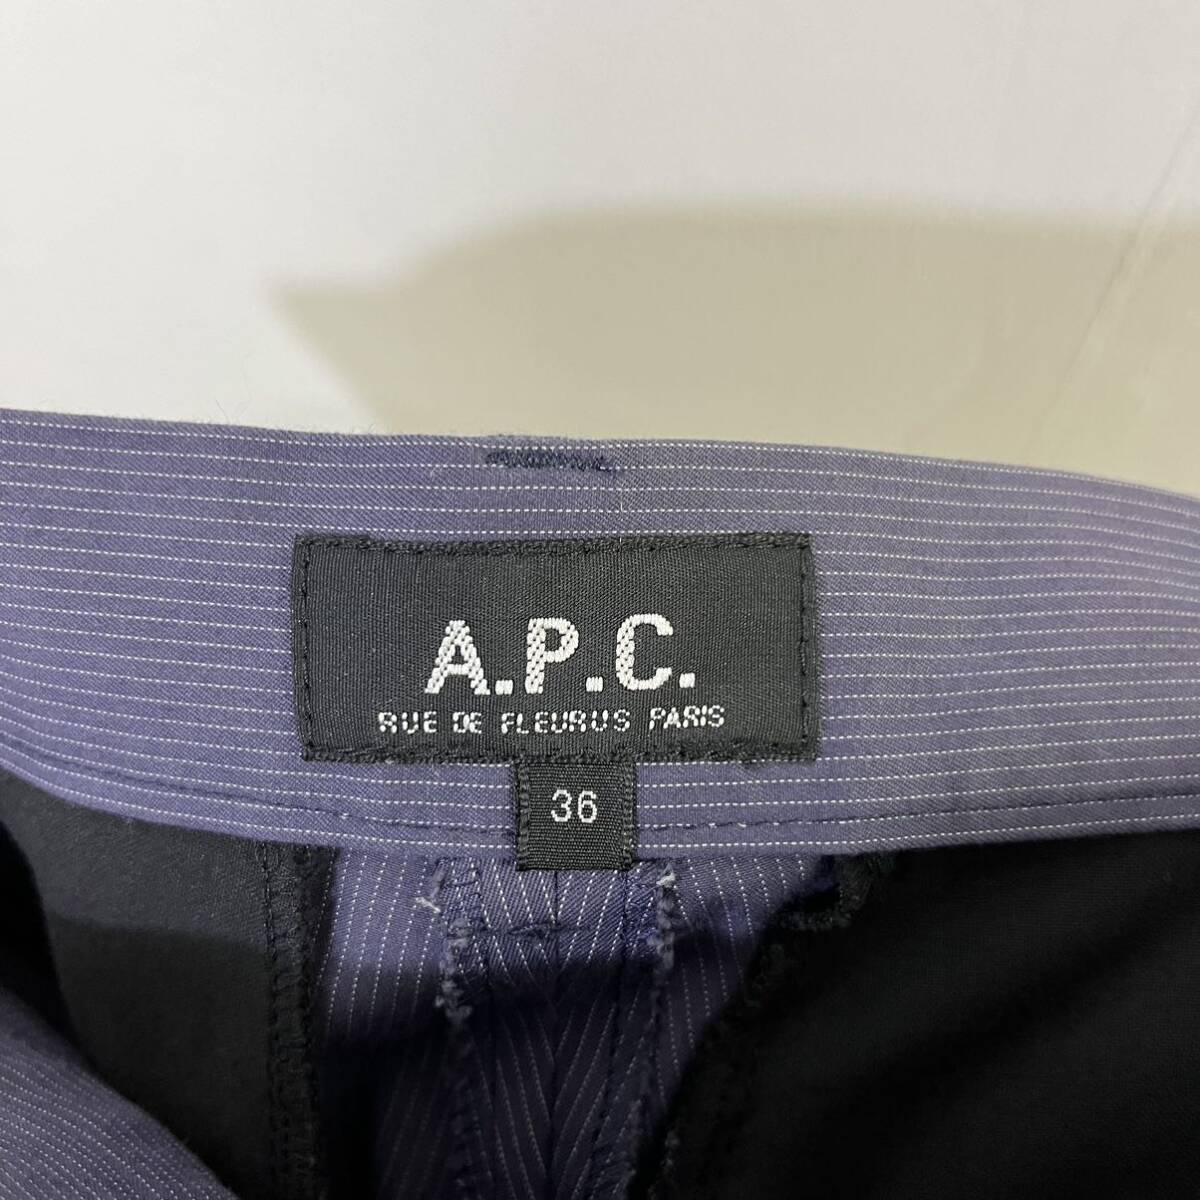 A.P.C.
RUE DE FLEURUS PARIS
36